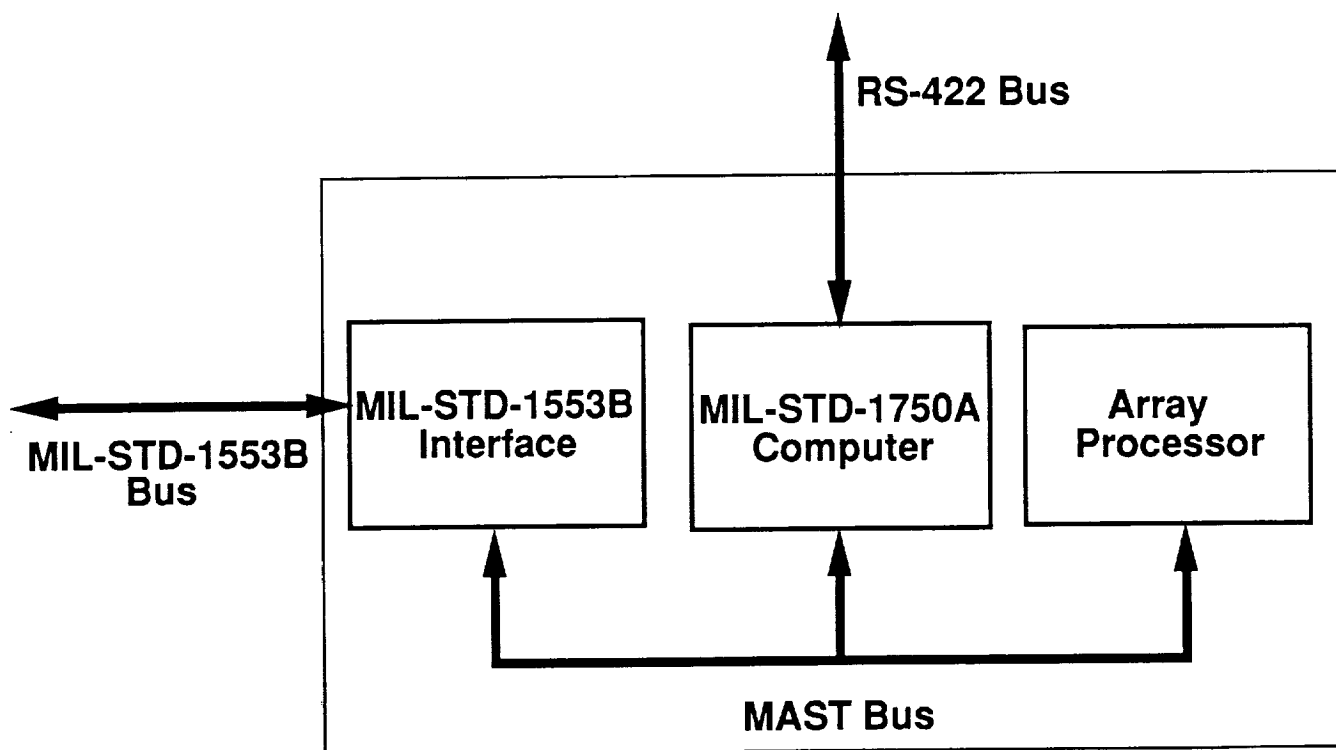 RS-422 Bus
MIL-STD-1553B
Interface
MIL-STD-1750A
Computer
Array
Processor
MIL-STD-1553B
Bus
MAST Bus